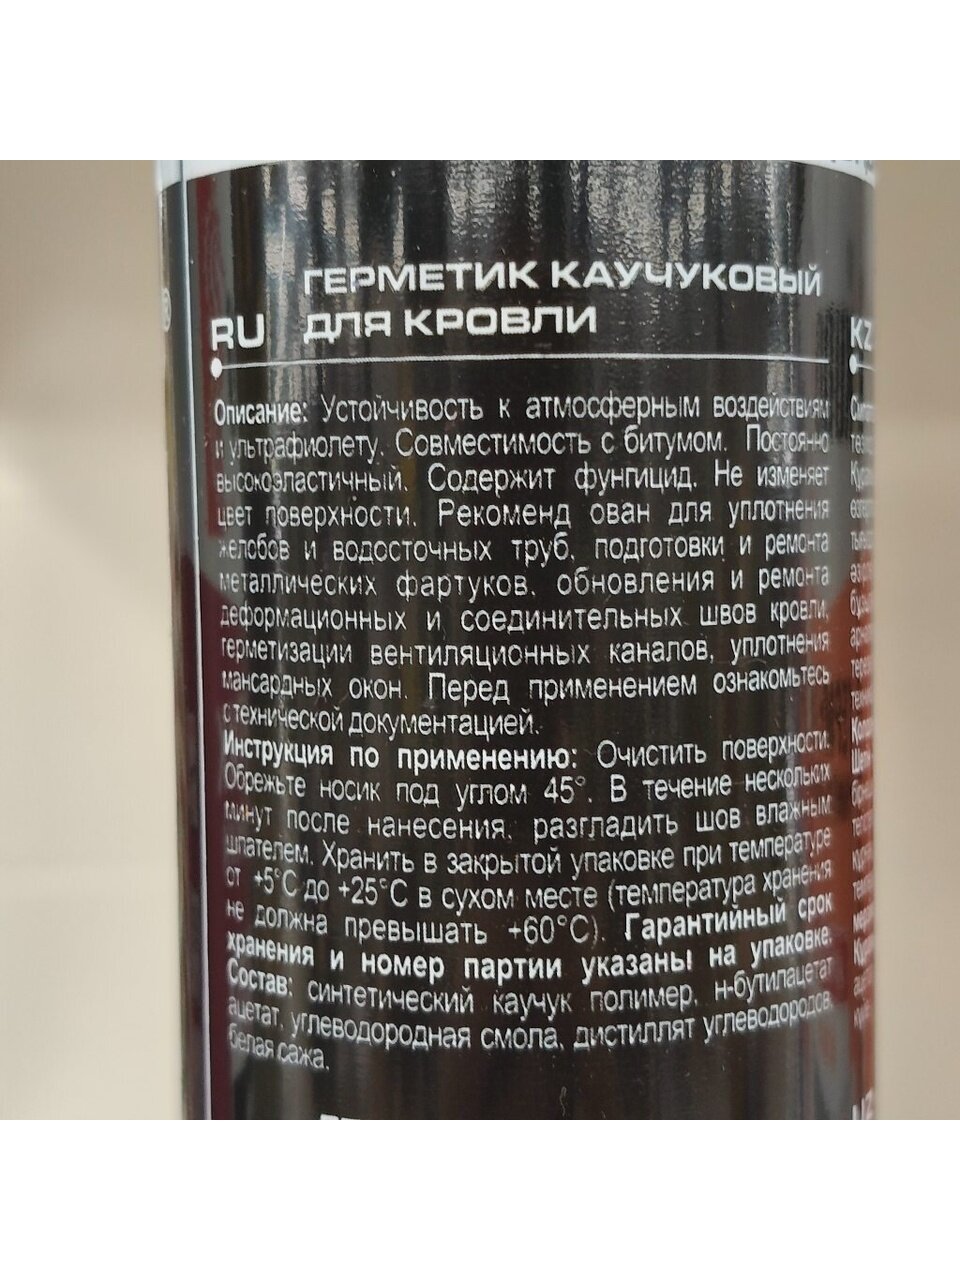 ГЕРМЕТИК КАУЧУКОВЫЙ
RU ДЛЯ КРОВЛИ
Описание: Устойчивость к атмосферным воздействиям
и ультрафиолету. Совместимость с битумом. Постоянно
высокоэластичный. Содержит фунгицид. Не изменяет
цвет поверхности. Рекоменд ован для уплотнения
желобов и водосточных труб, подготовки и ремонта
металлических фартуков, обновления и ремонта
деформационных и соединительных швов кровли,
герметизации вентиляционных каналов, уплотнения
мансардных окон. Перед применением ознакомьтесь
с технической документацией.
Инструкция по применению: Очистить поверхности.
Обрежьте носик под углом 45°. В течение нескольких
минут после нанесения, разгладить шов влажным
шпателем. Хранить в закрытой упаковке при температуре
от +5°С до +25°С в сухом месте (температура хранения
не должна превышать +60°С). Гарантийный срок
хранения и номер партии указаны на упаковке.
Состав: синтетический каучук полимер, н-бутилацетат
ацетат, углеводородная смола, дистиллят углеводородов,
белая сажа.
KZ
UZ